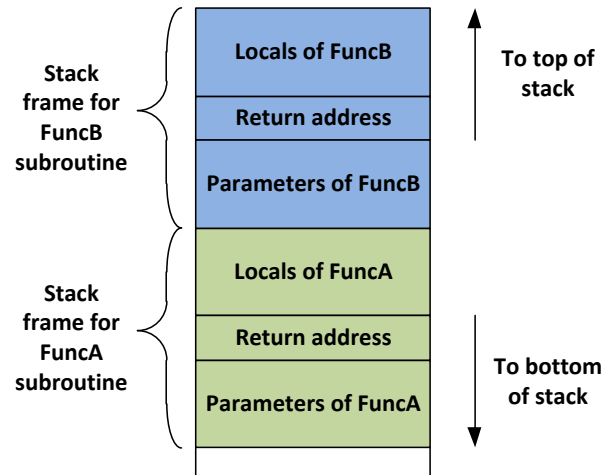 Stack
frame for
FuncB
subroutine
Locals of FuncB
Return address
Parameters of FuncB
To top of
stack
Stack
frame for
FuncA
subroutine
Locals of FuncA
Return address
Parameters of FuncA
To bottom
of stack